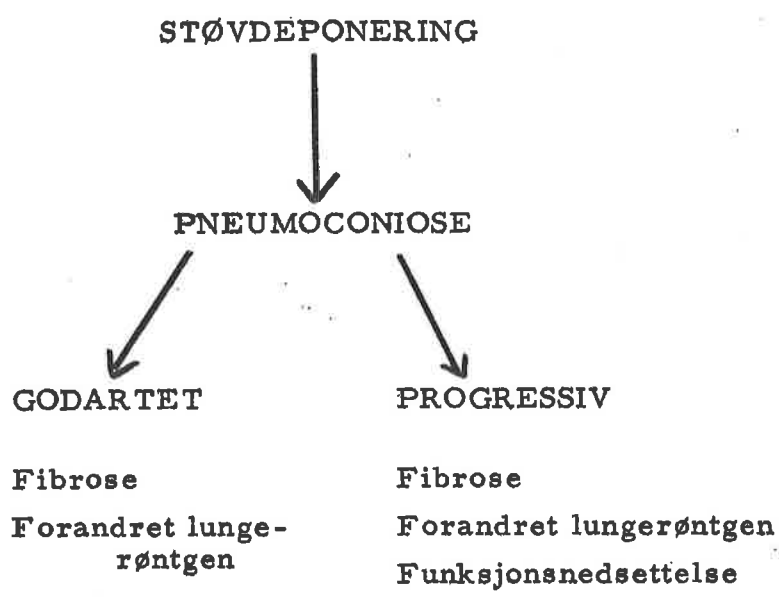 STØVDEPONERING
PNEUMOCONIOSE
GODARTET
Fibrose
Forandret lunge-
røntgen
PROGRESSIV
Fibrose
Forandret lungerøntgen
Funksjonsnedsettelse